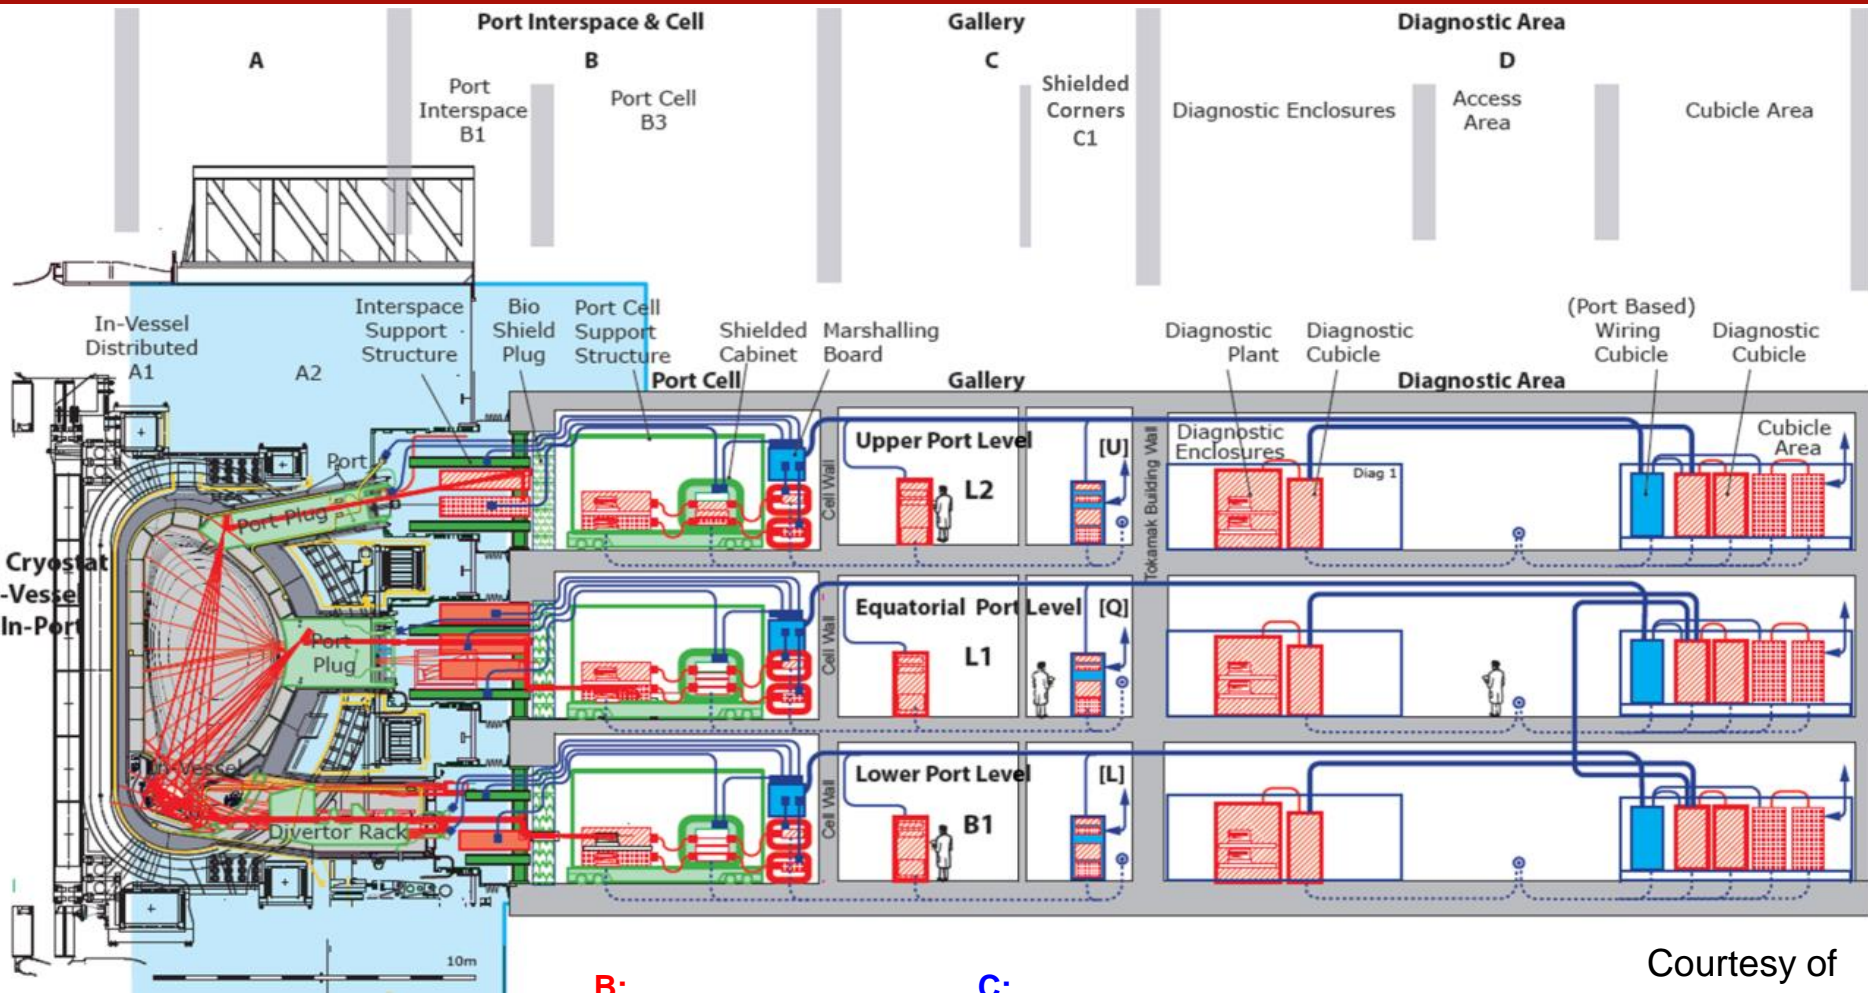 Port Interspace & Cell
Gallery
Diagnostic Area
A
B
C
D
Port
Interspace
B1
Port Cell
B3
Shielded
Corners
C1
Diagnostic Enclosures
Access
Area
Cubicle Area
In-Vessel
Distributed
A1
A2
Interspace
Support
Structure
Bio
Shield
Plug
Port Cell
Support
Structure
Shielded
Cabinet
Marshalling
Board
Diagnostic
Plant
Diagnostic
Cubicle
(Port Based)
Wiring
Cubicle
Diagnostic
Cubicle
Port Cell
Gallery
Diagnostic Area
Port
Port Plug
Cell Wall
Upper Port Level
[U]
L2
Tokamak Building Wall
Diagnostic
Enclosures
Diag 1
Cubicle
Area
Cryostat
-Vessel
In-Port
Port
Plug
Cell Wall
Equatorial Port Level
[Q]
L1
In-Vessel
Divertor Rack
Cell Wall
Lower Port Level
[L]
B1
10m
B:
C:
Courtesy of